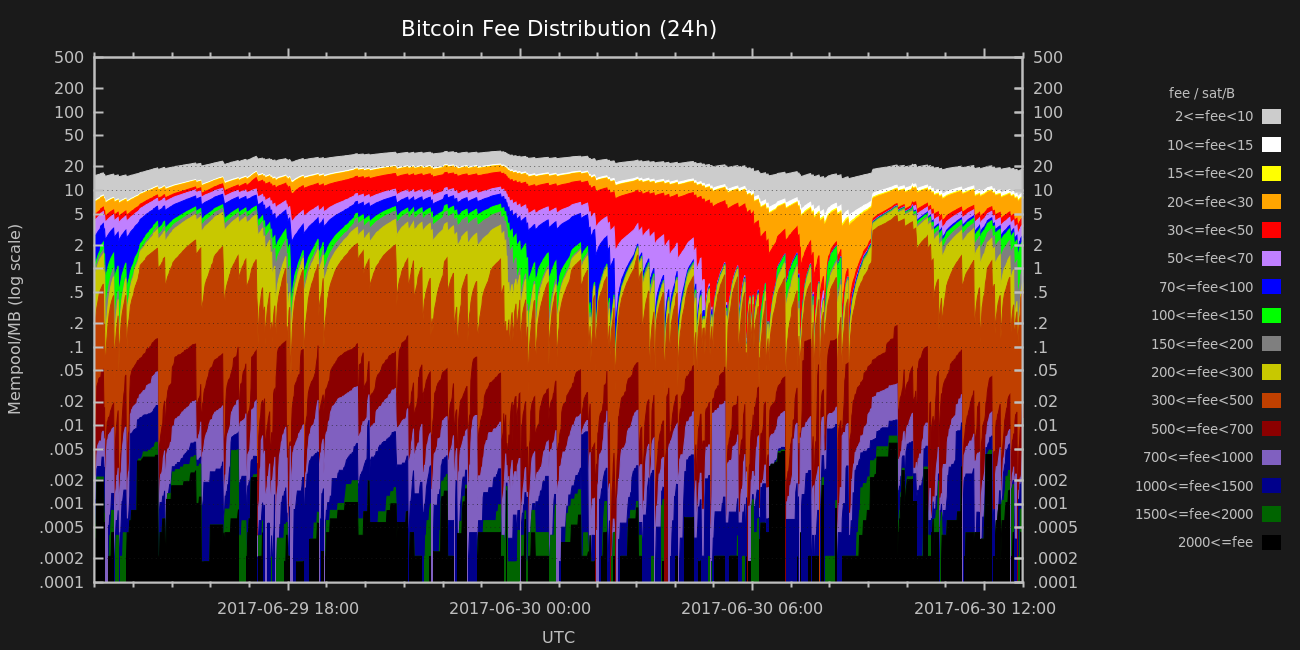 Bitcoin Fee Distribution (24h)
500 500
200 200
100 100
50 50
20 20
10 10
5 5
2 2
1 1
.5 .5
.2 .2
.1 .1
.05 .05
.02 .02
.01 .01
.005 .005
.002 .002
.001 .001
.0005 .0005
.0002 .0002
.0001 .0001
Mempool/MB (log scale)
2017-06-29 18:00 2017-06-30 00:00 2017-06-30 06:00 2017-06-30 12:00
UTC
fee / sat/B
2<=fee<10
10<=fee<15
15<=fee<20
20<=fee<30
30<=fee<50
50<=fee<70
70<=fee<100
100<=fee<150
150<=fee<200
200<=fee<300
300<=fee<500
500<=fee<700
700<=fee<1000
1000<=fee<1500
1500<=fee<2000
2000<=fee